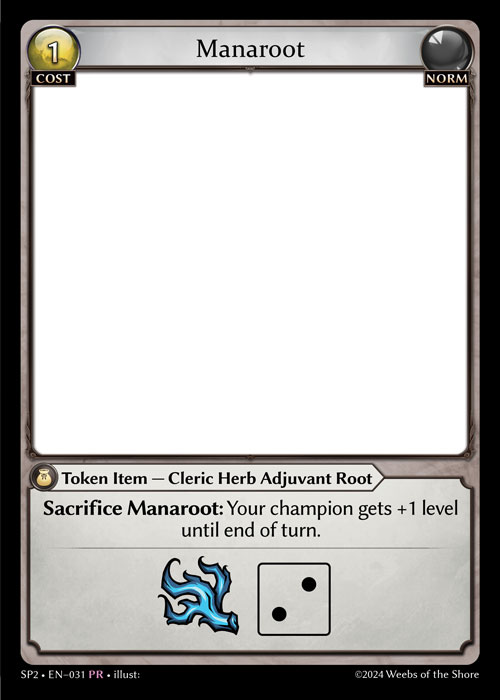 1
Manaroot
COST
NORM
Token Item — Cleric Herb Adjuvant Root
Sacrifice Manaroot: Your champion gets +1 level
until end of turn.
SP2 • EN–031 PR • illust:
©2024 Weebs of the Shore